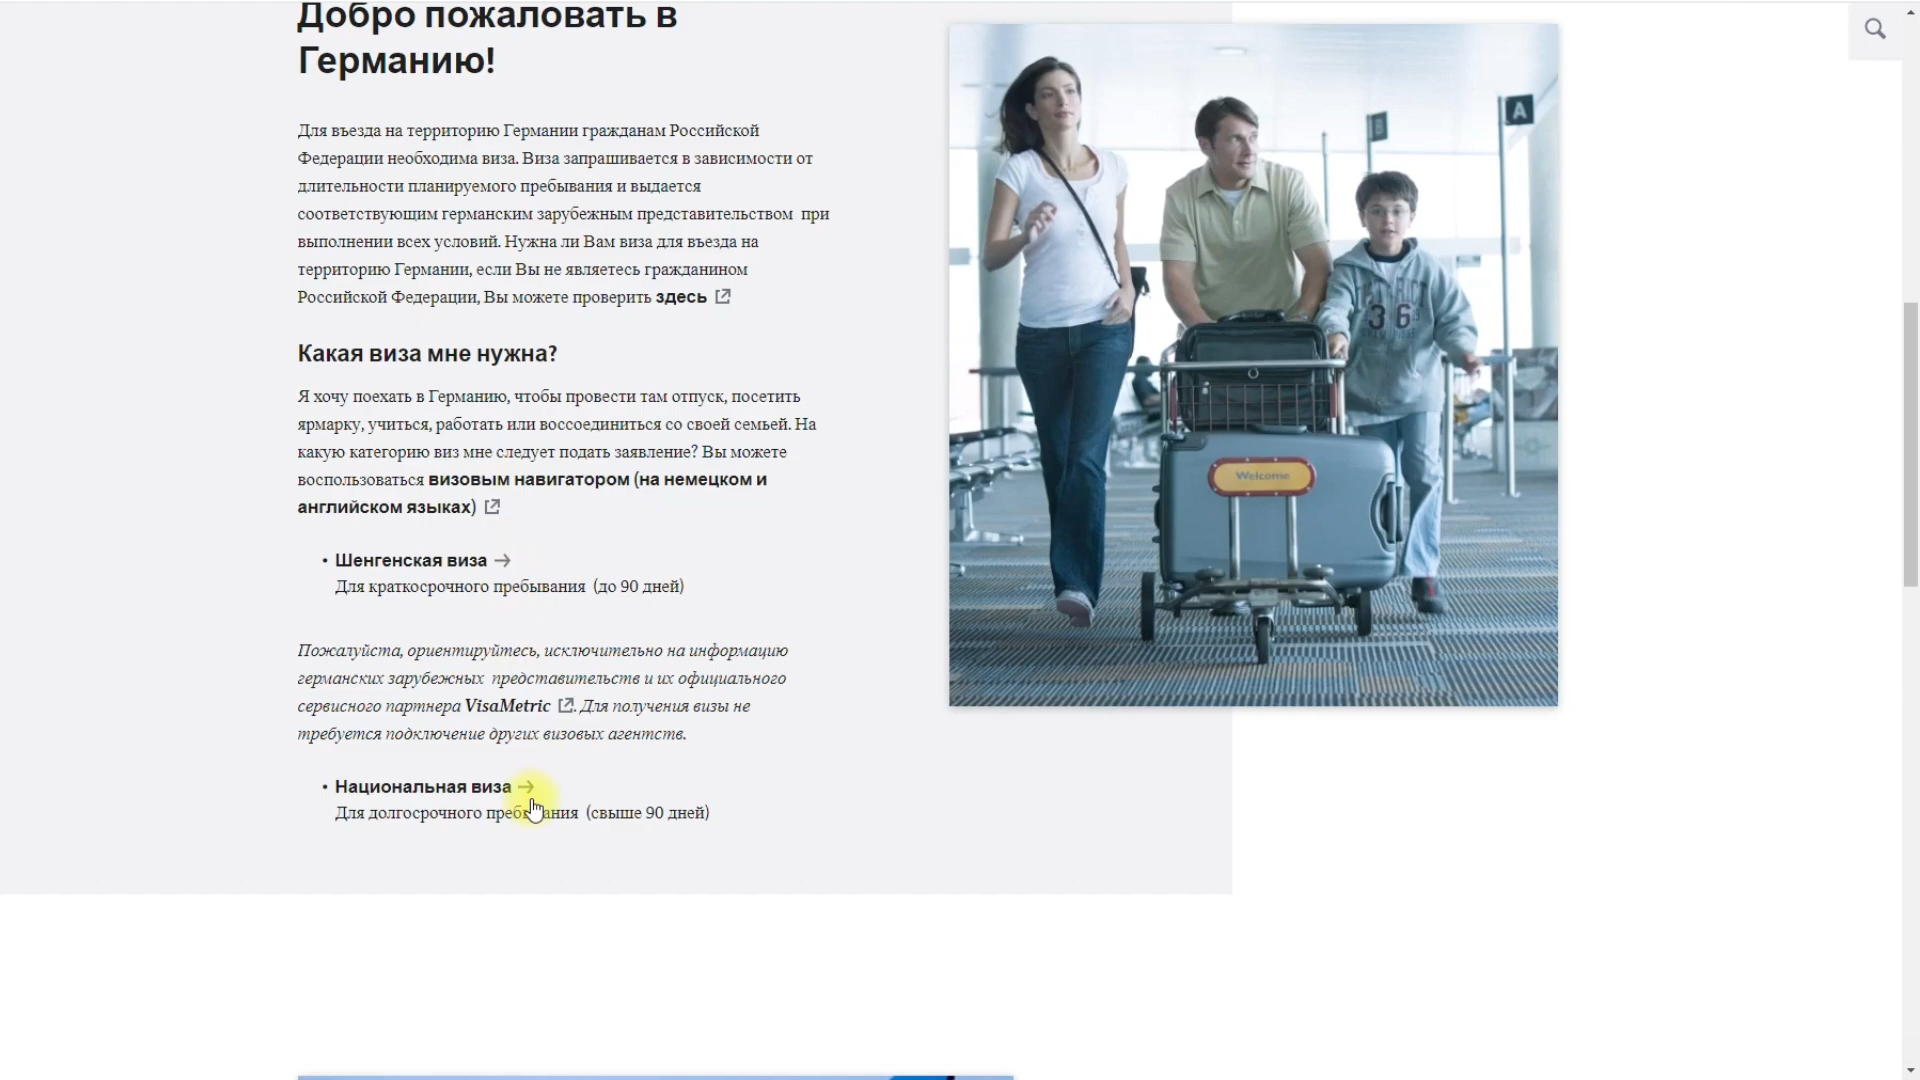 Добро пожаловать в
Германию!
Для въезда на территорию Германии гражданам Российской
Федерации необходима виза. Виза запрашивается в зависимости от
длительности планируемого пребывания и выдается
соответствующим германским зарубежным представительством при
выполнении всех условий. Нужна ли Вам виза для въезда на
территорию Германии, если Вы не являетесь гражданином
Российской Федерации, Вы можете проверить здесь
Какая виза мне нужна?
Я хочу поехать в Германию, чтобы провести там отпуск, посетить
ярмарку, учиться, работать или воссоединиться со своей семьей. На
какую категорию виз мне следует подать заявление? Вы можете
воспользоваться визовым навигатором (на немецком и
английском языках)
• Шенгенская виза →
Для краткосрочного пребывания (до 90 дней)
Пожалуйста, ориентируйтесь, исключительно на информацию
германских зарубежных представительств и их официального
сервисного партнера VisaMetric . Для получения визы не
требуется подключение других визовых агентств.
• Национальная виза →
Для долгосрочного пребывания (свыше 90 дней)
A
B
36
Welcome